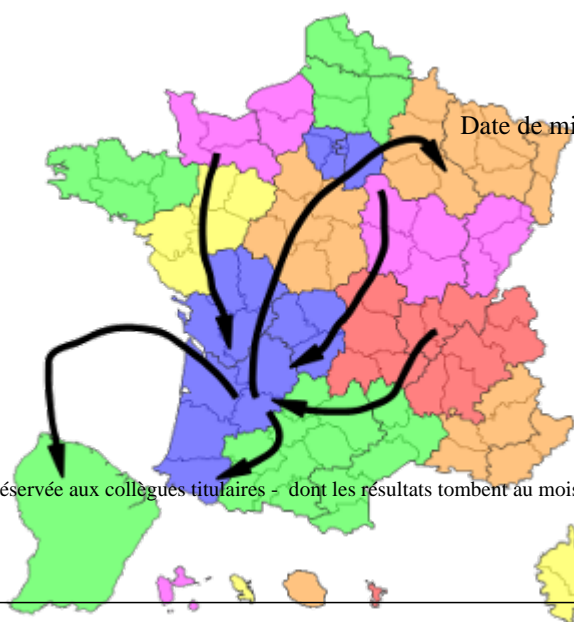 Date de mi
éservée aux collègues titulaires - dont les résultats tombent au mois